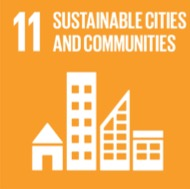 11 SUSTAINABLE CITIES
AND COMMUNITIES